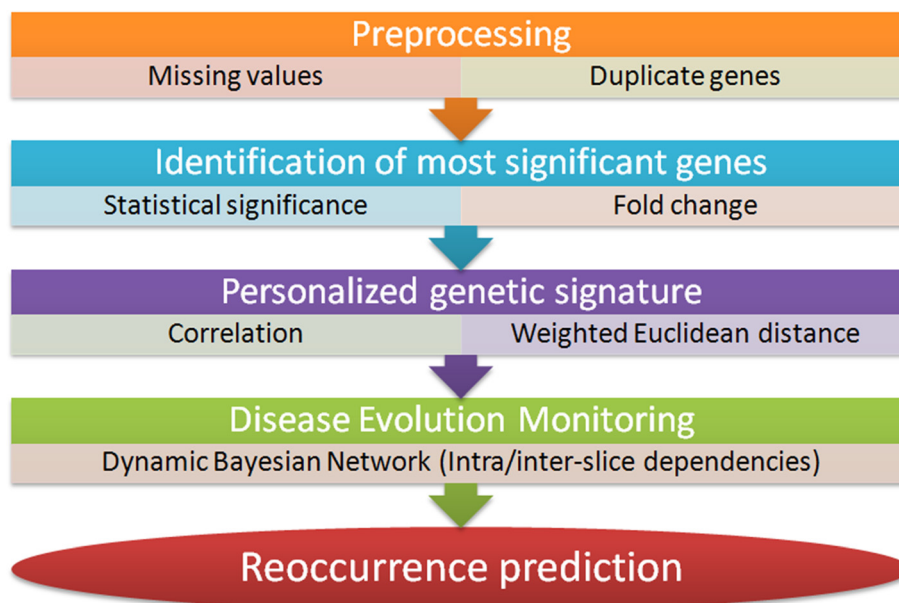 Preprocessing
Missing values
Duplicate genes
Identification of most significant genes
Statistical significance
Fold change
Personalized genetic signature
Correlation
Weighted Euclidean distance
Disease Evolution Monitoring
Dynamic Bayesian Network (Intra/inter-slice dependencies)
Reoccurrence prediction